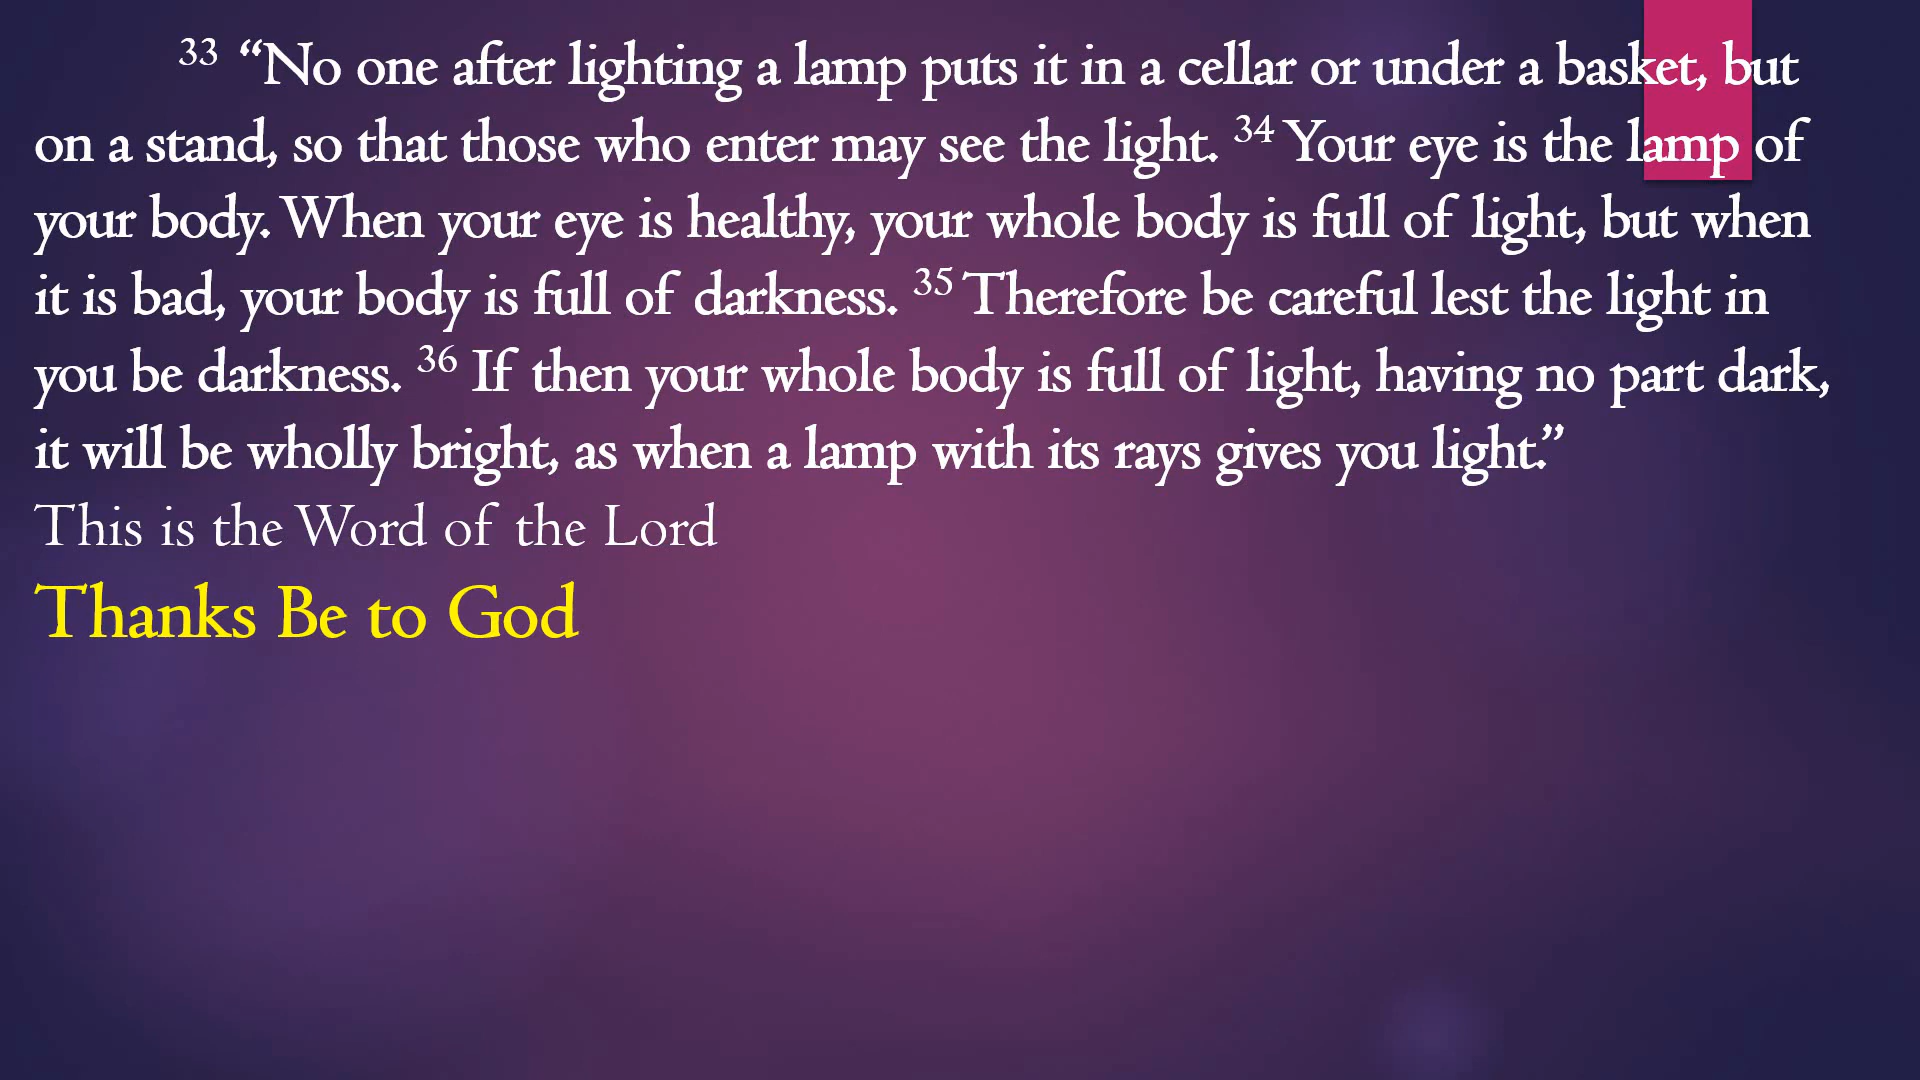 33 “No one after lighting a lamp puts it in a cellar or under a basket, but
on a stand, so that those who enter may see the light. 34 Your eye is the lamp of
your body. When your eye is healthy, your whole body is full of light, but when
it is bad, your body is full of darkness. 35 Therefore be careful lest the light in
you be darkness. 36 If then your whole body is full of light, having no part dark,
it will be wholly bright, as when a lamp with its rays gives you light.”
This is the Word of the Lord
Thanks Be to God